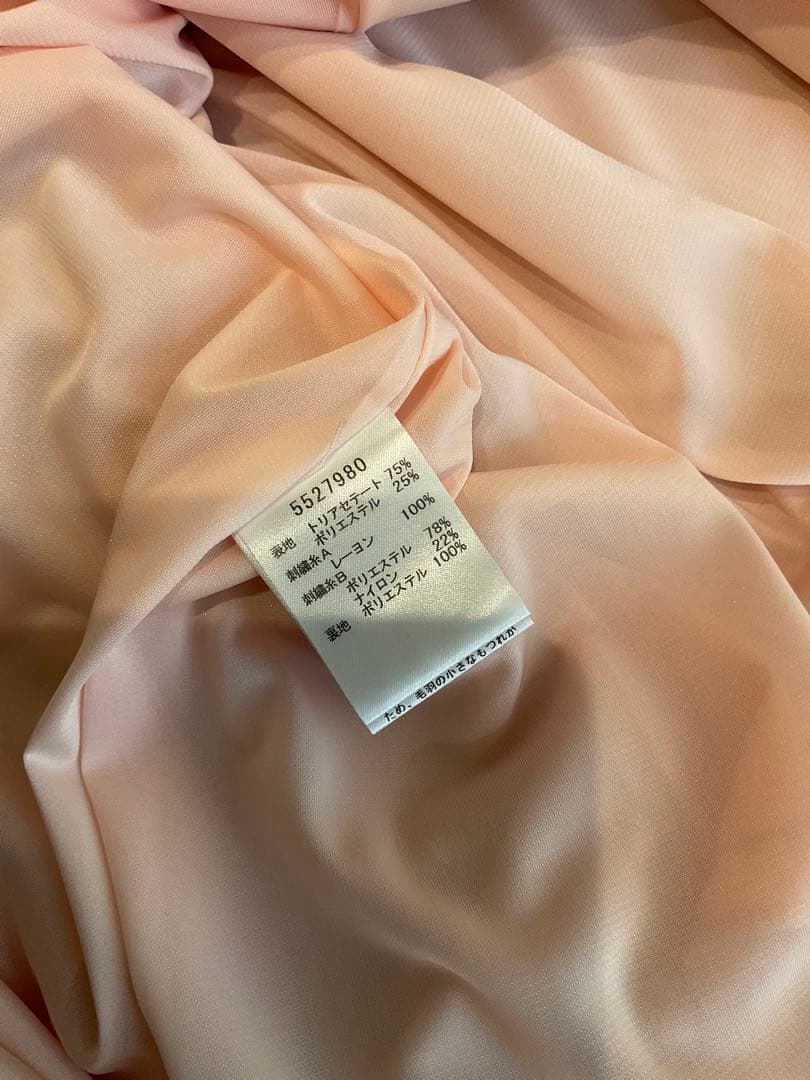 5527980
表地 トリアセテート 75%
ポリエステル 25%
刺繍糸A
レーヨン 100%
刺繍糸B
ポリエステル 78%
ナイロン 22%
裏地 ポリエステル 100%
ため、毛羽の小さなもつれが